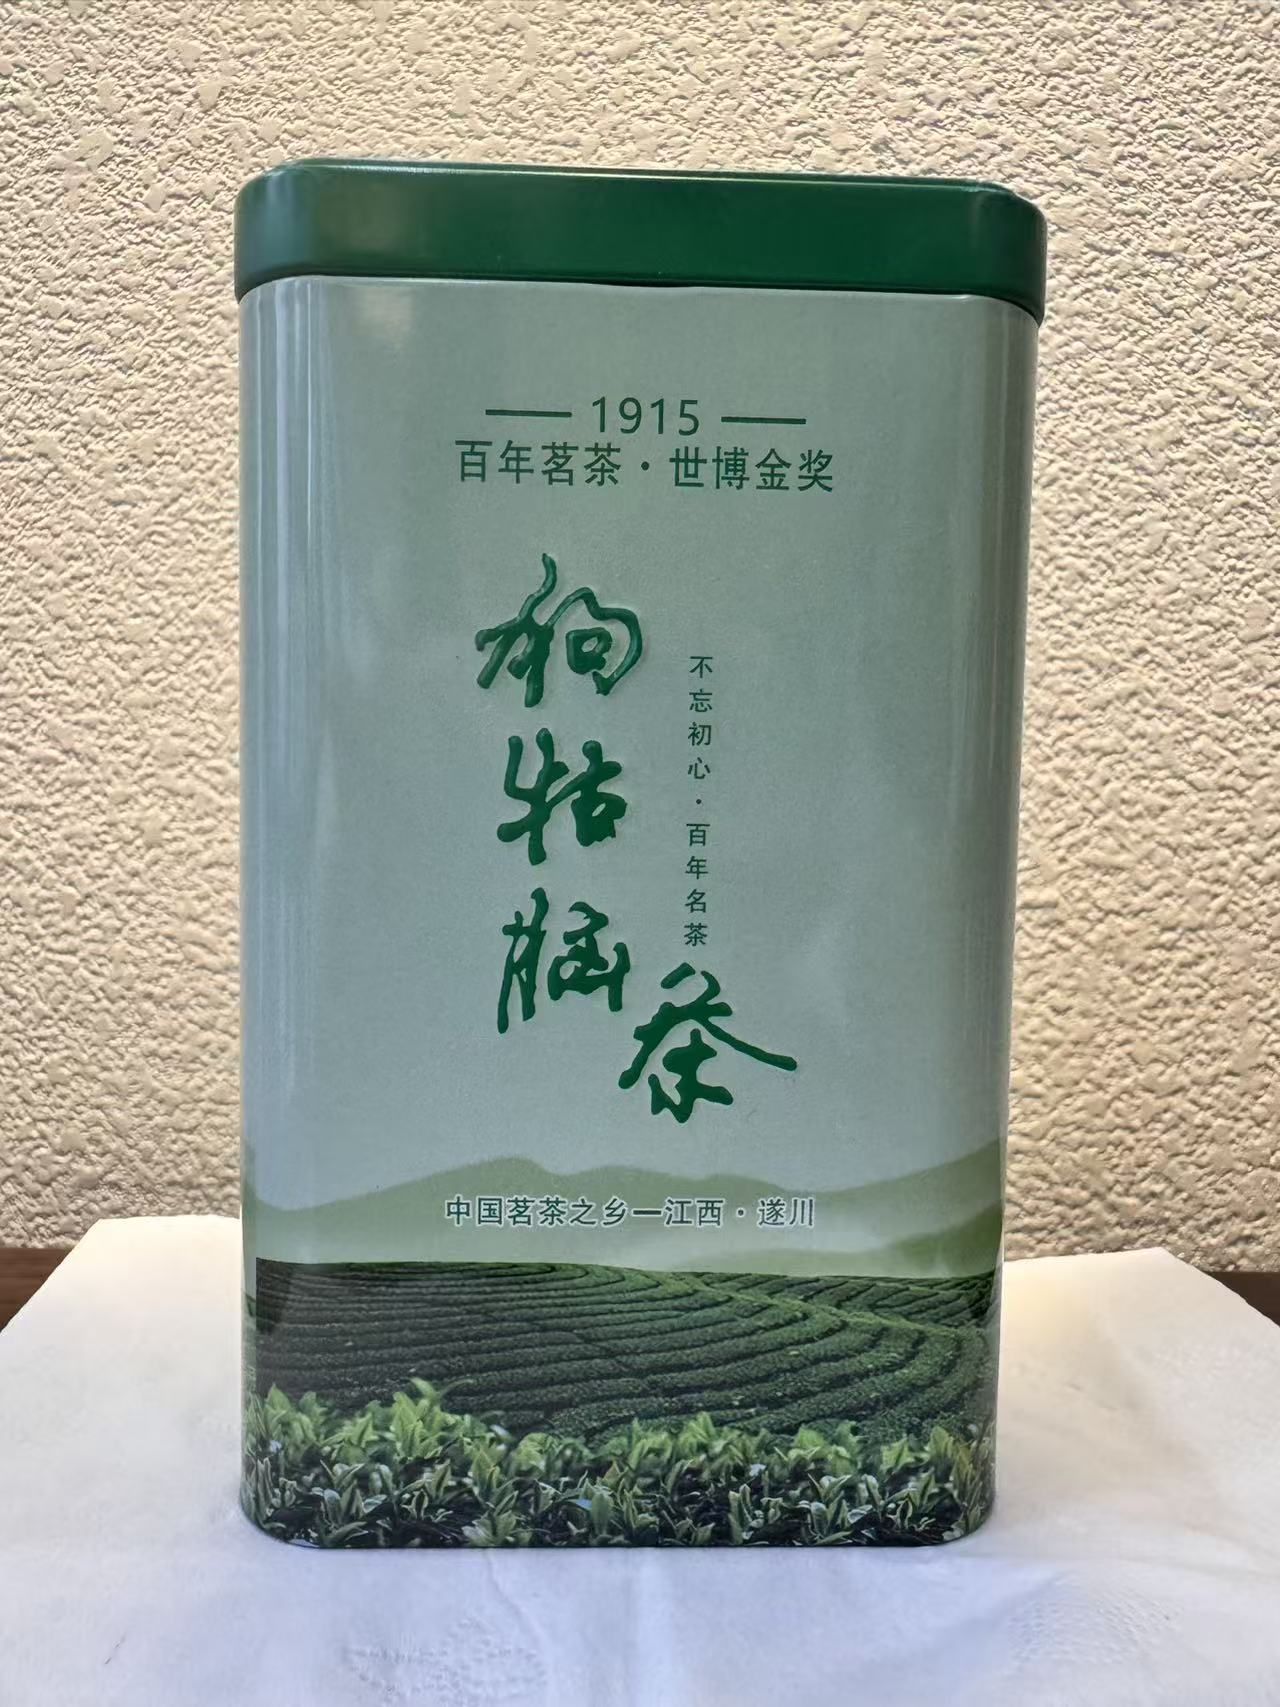 1915
百年茗茶·世博金奖
狗牯脑茶
不忘初心·百年名茶
中国茗茶之乡—江西·遂川